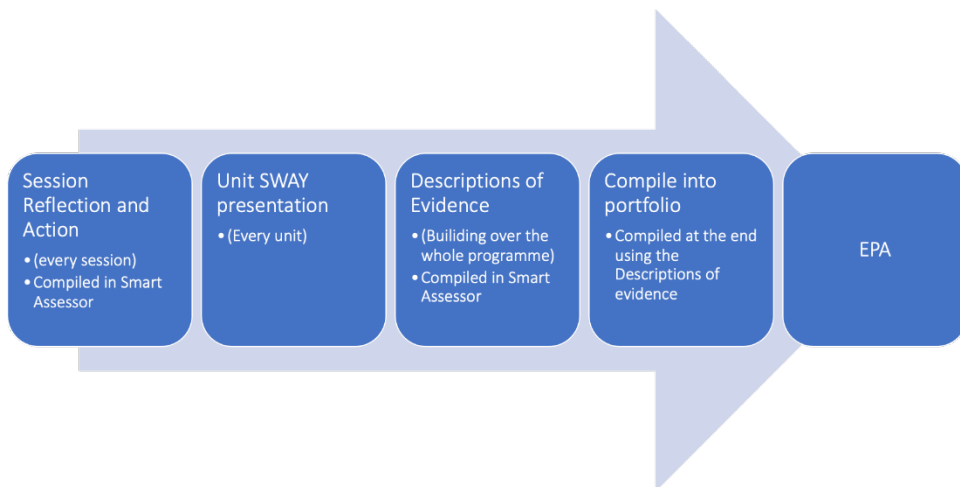 Session
Reflection and
Action
•(every session)
•Compiled in Smart
Assessor
Unit SWAY
presentation
•(Every unit)
Descriptions of
Evidence
•(Builiding over the
whole programme)
•Compiled in Smart
Assessor
Compile into
portfolio
•Compiled at the end
using the
Descriptions of
evidence
EPA